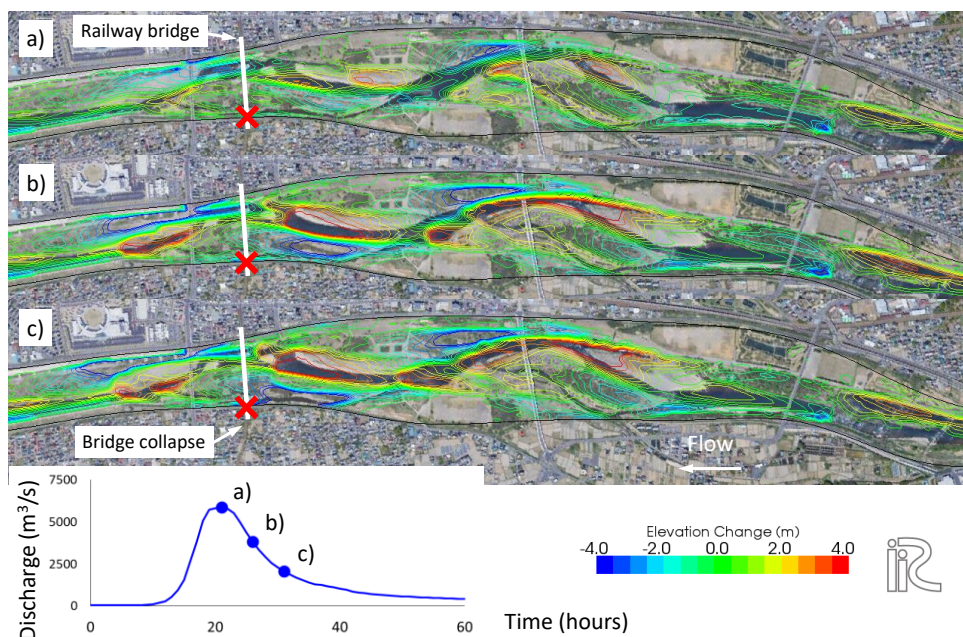 a)
Railway bridge
b)
c)
Bridge collapse
Flow
7500
5000
2500
0
Discharge (m³/s)
a)
b)
c)
0
20
40
60
Time (hours)
Elevation Change (m)
-4.0
-2.0
0.0
2.0
4.0
iRIC